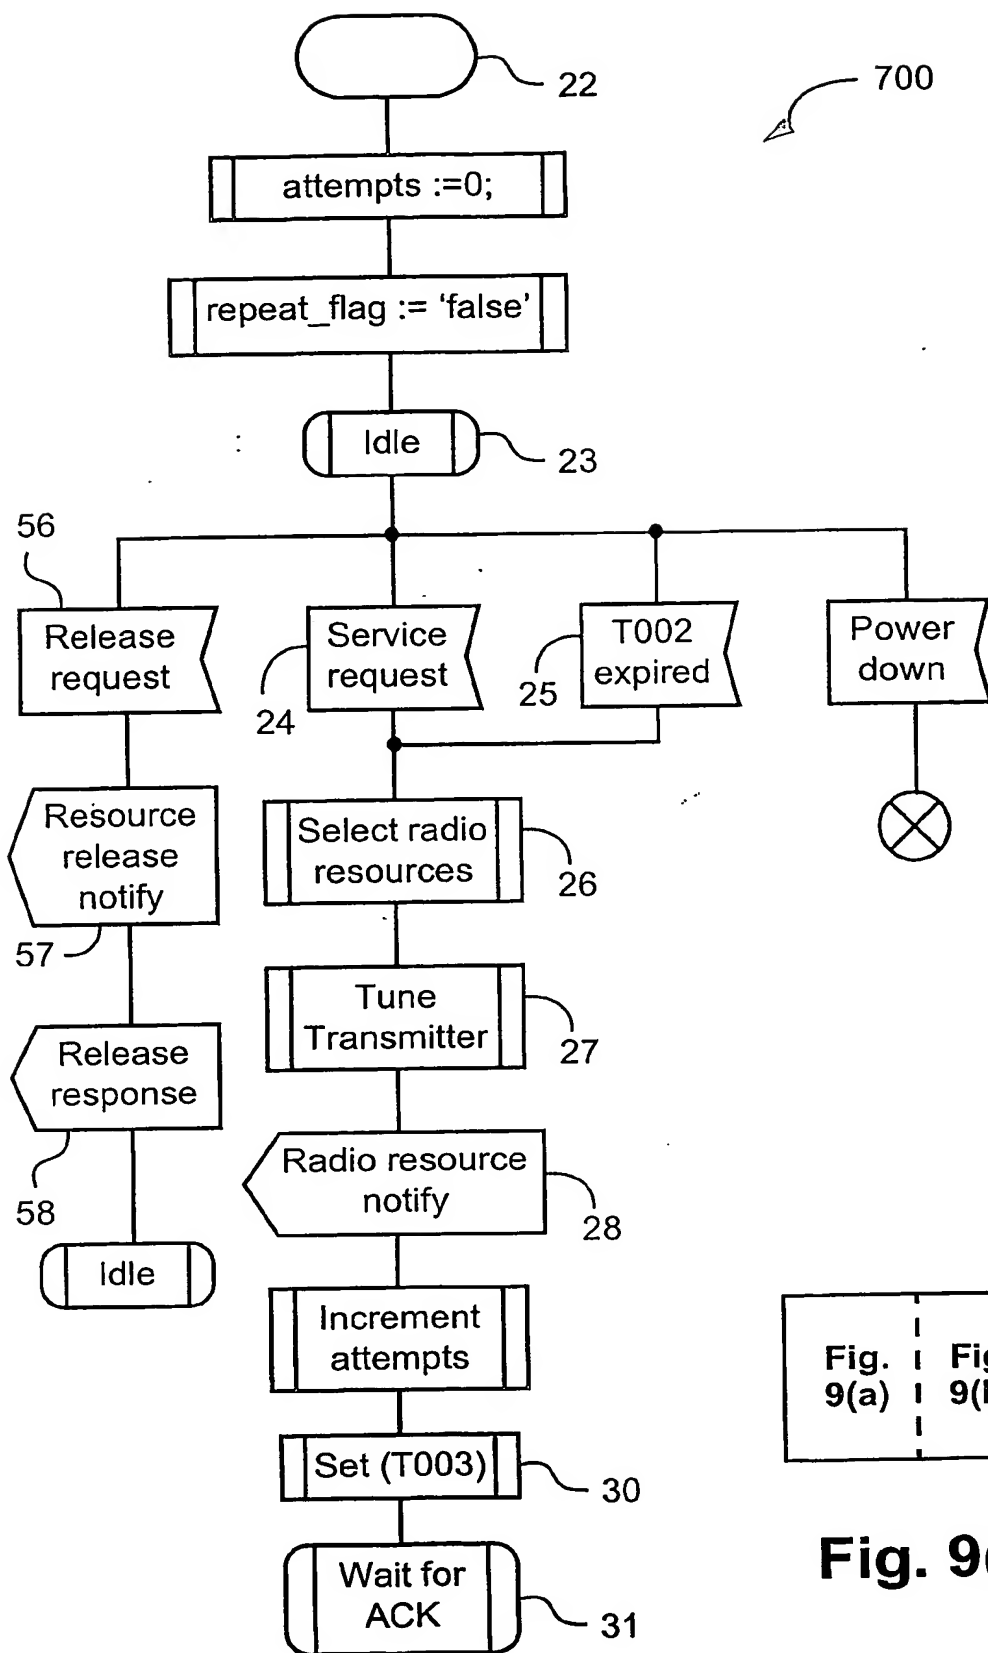 22
700
attempts :=0;
repeat_flag := ‘false’
Idle
23
56
Release
request
Service
request
24
T002
expired
25
Power
down
Resource
release
notify
57
Select radio
resources
26
Tune
Transmitter
27
Release
response
58
Radio resource
notify
28
Idle
Increment
attempts
Fig.
9(a)
Set (T003)
30
Wait for
ACK
31
Fig. 9(